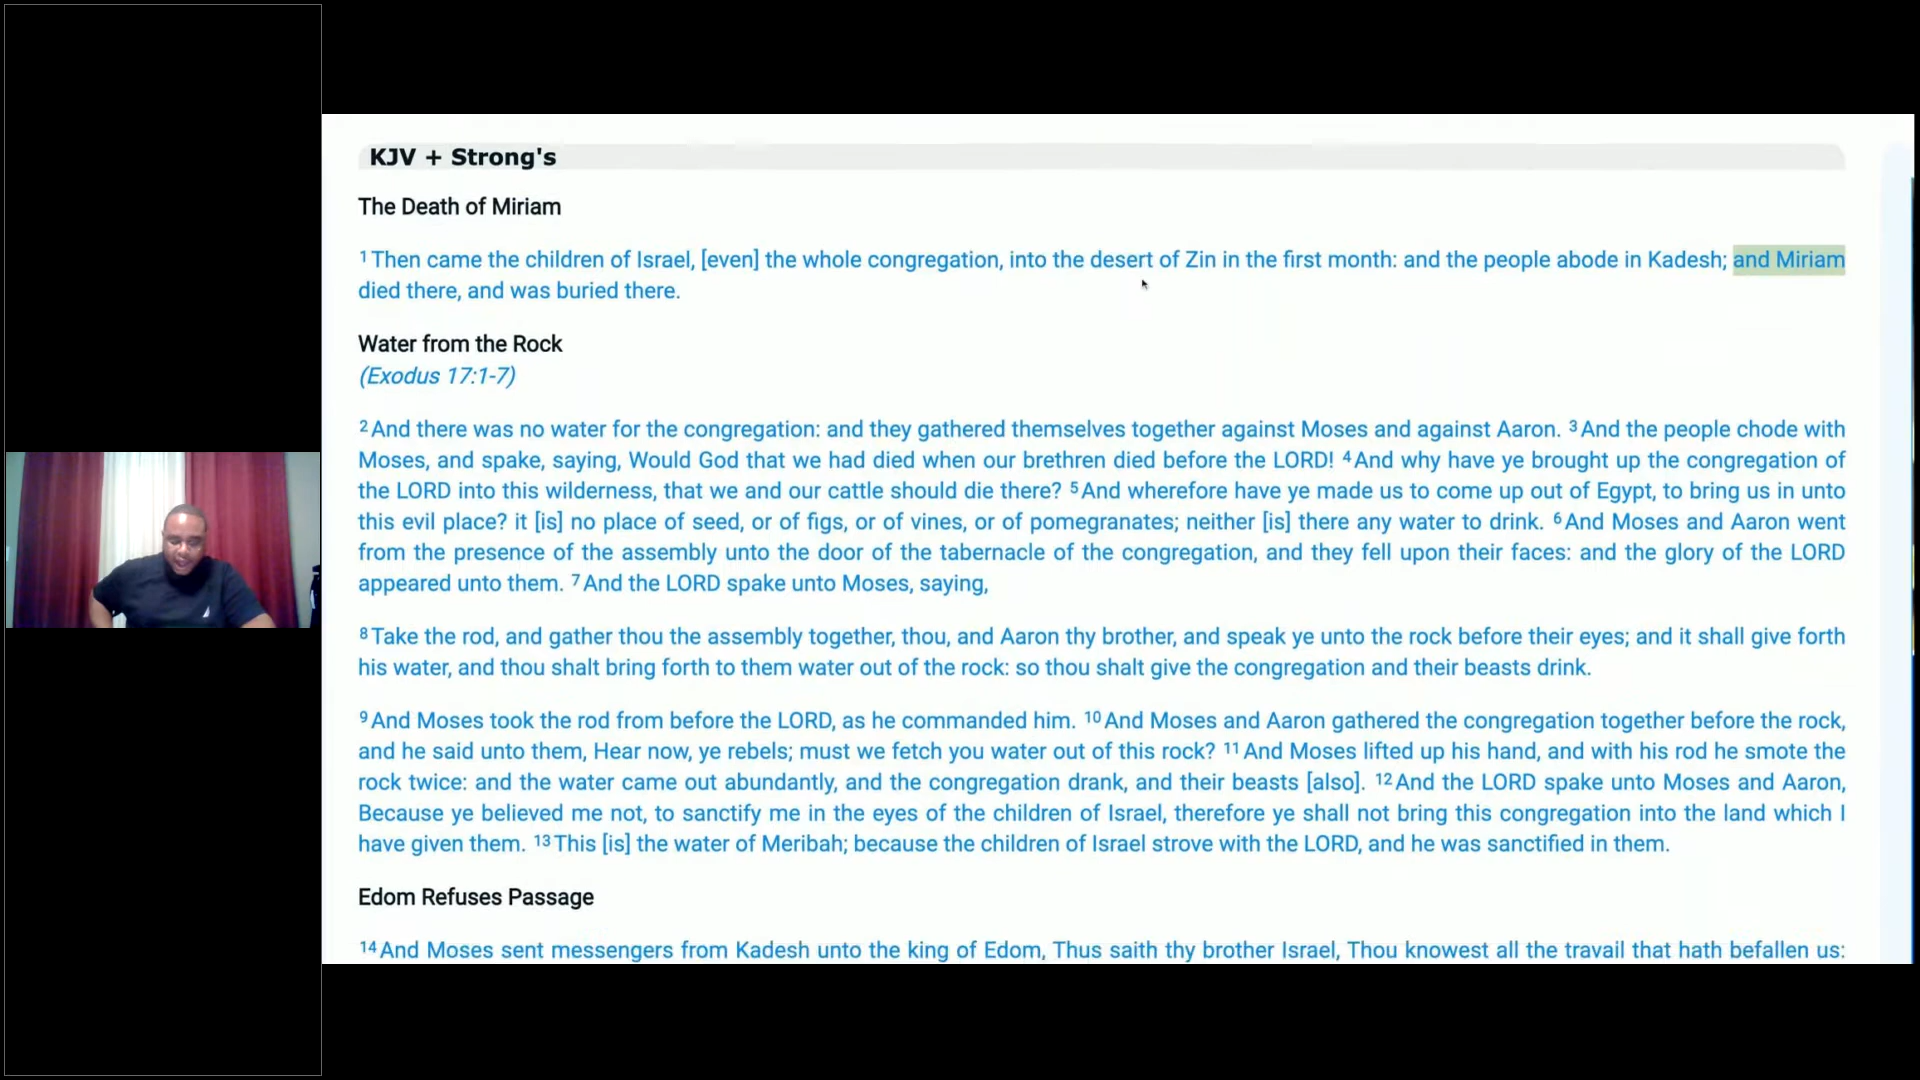 KJV + Strong's
The Death of Miriam
1 Then came the children of Israel, [even] the whole congregation, into the desert of Zin in the first month: and the people abode in Kadesh; and Miriam
died there, and was buried there.
Water from the Rock
(Exodus 17:1-7)
2 And there was no water for the congregation: and they gathered themselves together against Moses and against Aaron. 3 And the people chode with
Moses, and spake, saying, Would God that we had died when our brethren died before the LORD! 4 And why have ye brought up the congregation of
the LORD into this wilderness, that we and our cattle should die there? 5 And wherefore have ye made us to come up out of Egypt, to bring us in unto
this evil place? it [is] no place of seed, or of figs, or of vines, or of pomegranates; neither [is] there any water to drink. 6 And Moses and Aaron went
from the presence of the assembly unto the door of the tabernacle of the congregation, and they fell upon their faces: and the glory of the LORD
appeared unto them. 7 And the LORD spake unto Moses, saying,
8 Take the rod, and gather thou the assembly together, thou, and Aaron thy brother, and speak ye unto the rock before their eyes; and it shall give forth
his water, and thou shalt bring forth to them water out of the rock: so thou shalt give the congregation and their beasts drink.
9 And Moses took the rod from before the LORD, as he commanded him. 10 And Moses and Aaron gathered the congregation together before the rock,
and he said unto them, Hear now, ye rebels; must we fetch you water out of this rock? 11 And Moses lifted up his hand, and with his rod he smote the
rock twice: and the water came out abundantly, and the congregation drank, and their beasts [also]. 12 And the LORD spake unto Moses and Aaron,
Because ye believed me not, to sanctify me in the eyes of the children of Israel, therefore ye shall not bring this congregation into the land which I
have given them. 13 This [is] the water of Meribah; because the children of Israel strove with the LORD, and he was sanctified in them.
Edom Refuses Passage
14 And Moses sent messengers from Kadesh unto the king of Edom, Thus saith thy brother Israel, Thou knowest all the travail that hath befallen us: